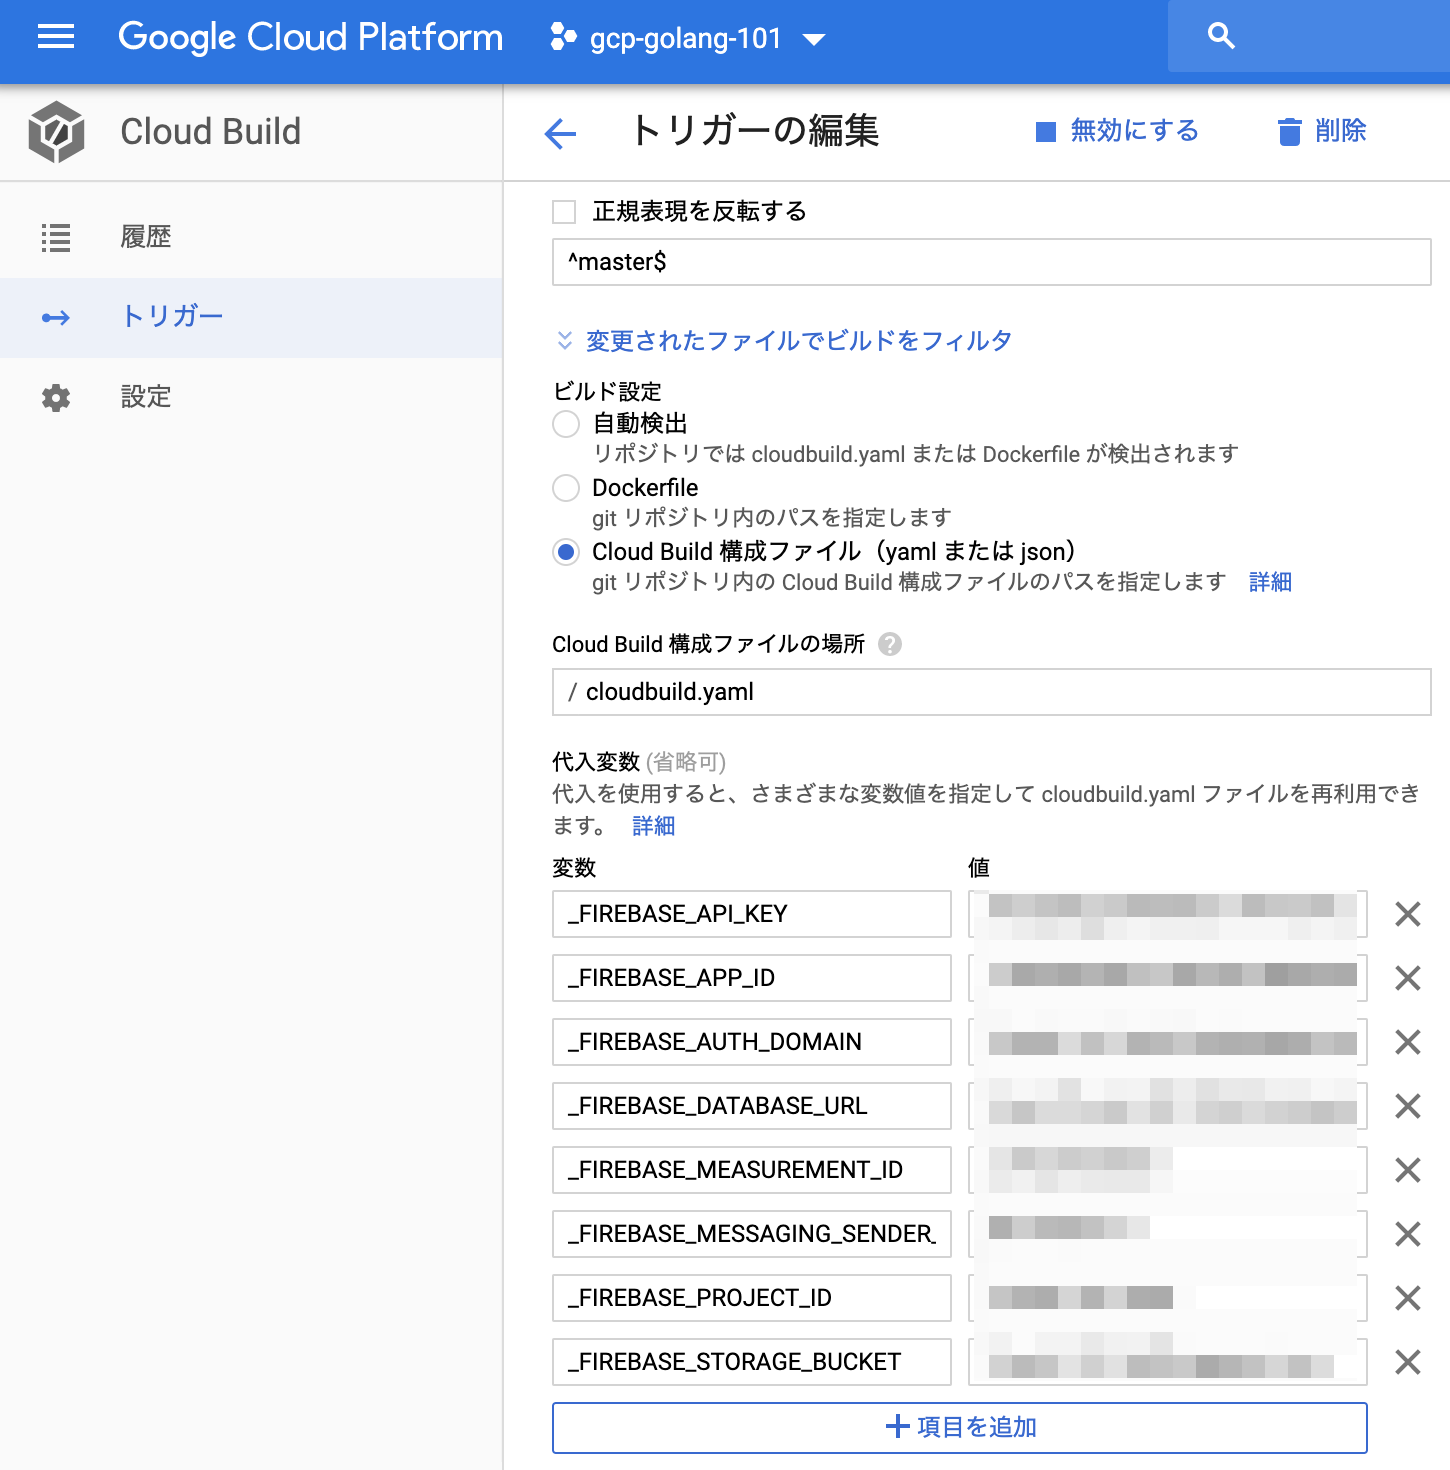 Google Cloud Platform
gcp-golang-101
Cloud Build
トリガーの編集
無効にする
削除
履歴
トリガー
設定
正規表現を反転する
^master$
変更されたファイルでビルドをフィルタ
ビルド設定
自動検出
リポジトリでは cloudbuild.yaml または Dockerfile が検出されます
Dockerfile
git リポジトリ内のパスを指定します
Cloud Build 構成ファイル（yaml または json）
git リポジトリ内の Cloud Build 構成ファイルのパスを指定します 詳細
Cloud Build 構成ファイルの場所 ?
/ cloudbuild.yaml
代入変数 (省略可)
代入を使用すると、さまざまな変数値を指定して cloudbuild.yaml ファイルを再利用でき
ます。 詳細
変数 値
_FIREBASE_API_KEY
_FIREBASE_APP_ID
_FIREBASE_AUTH_DOMAIN
_FIREBASE_DATABASE_URL
_FIREBASE_MEASUREMENT_ID
_FIREBASE_MESSAGING_SENDER_
_FIREBASE_PROJECT_ID
_FIREBASE_STORAGE_BUCKET
+ 項目を追加